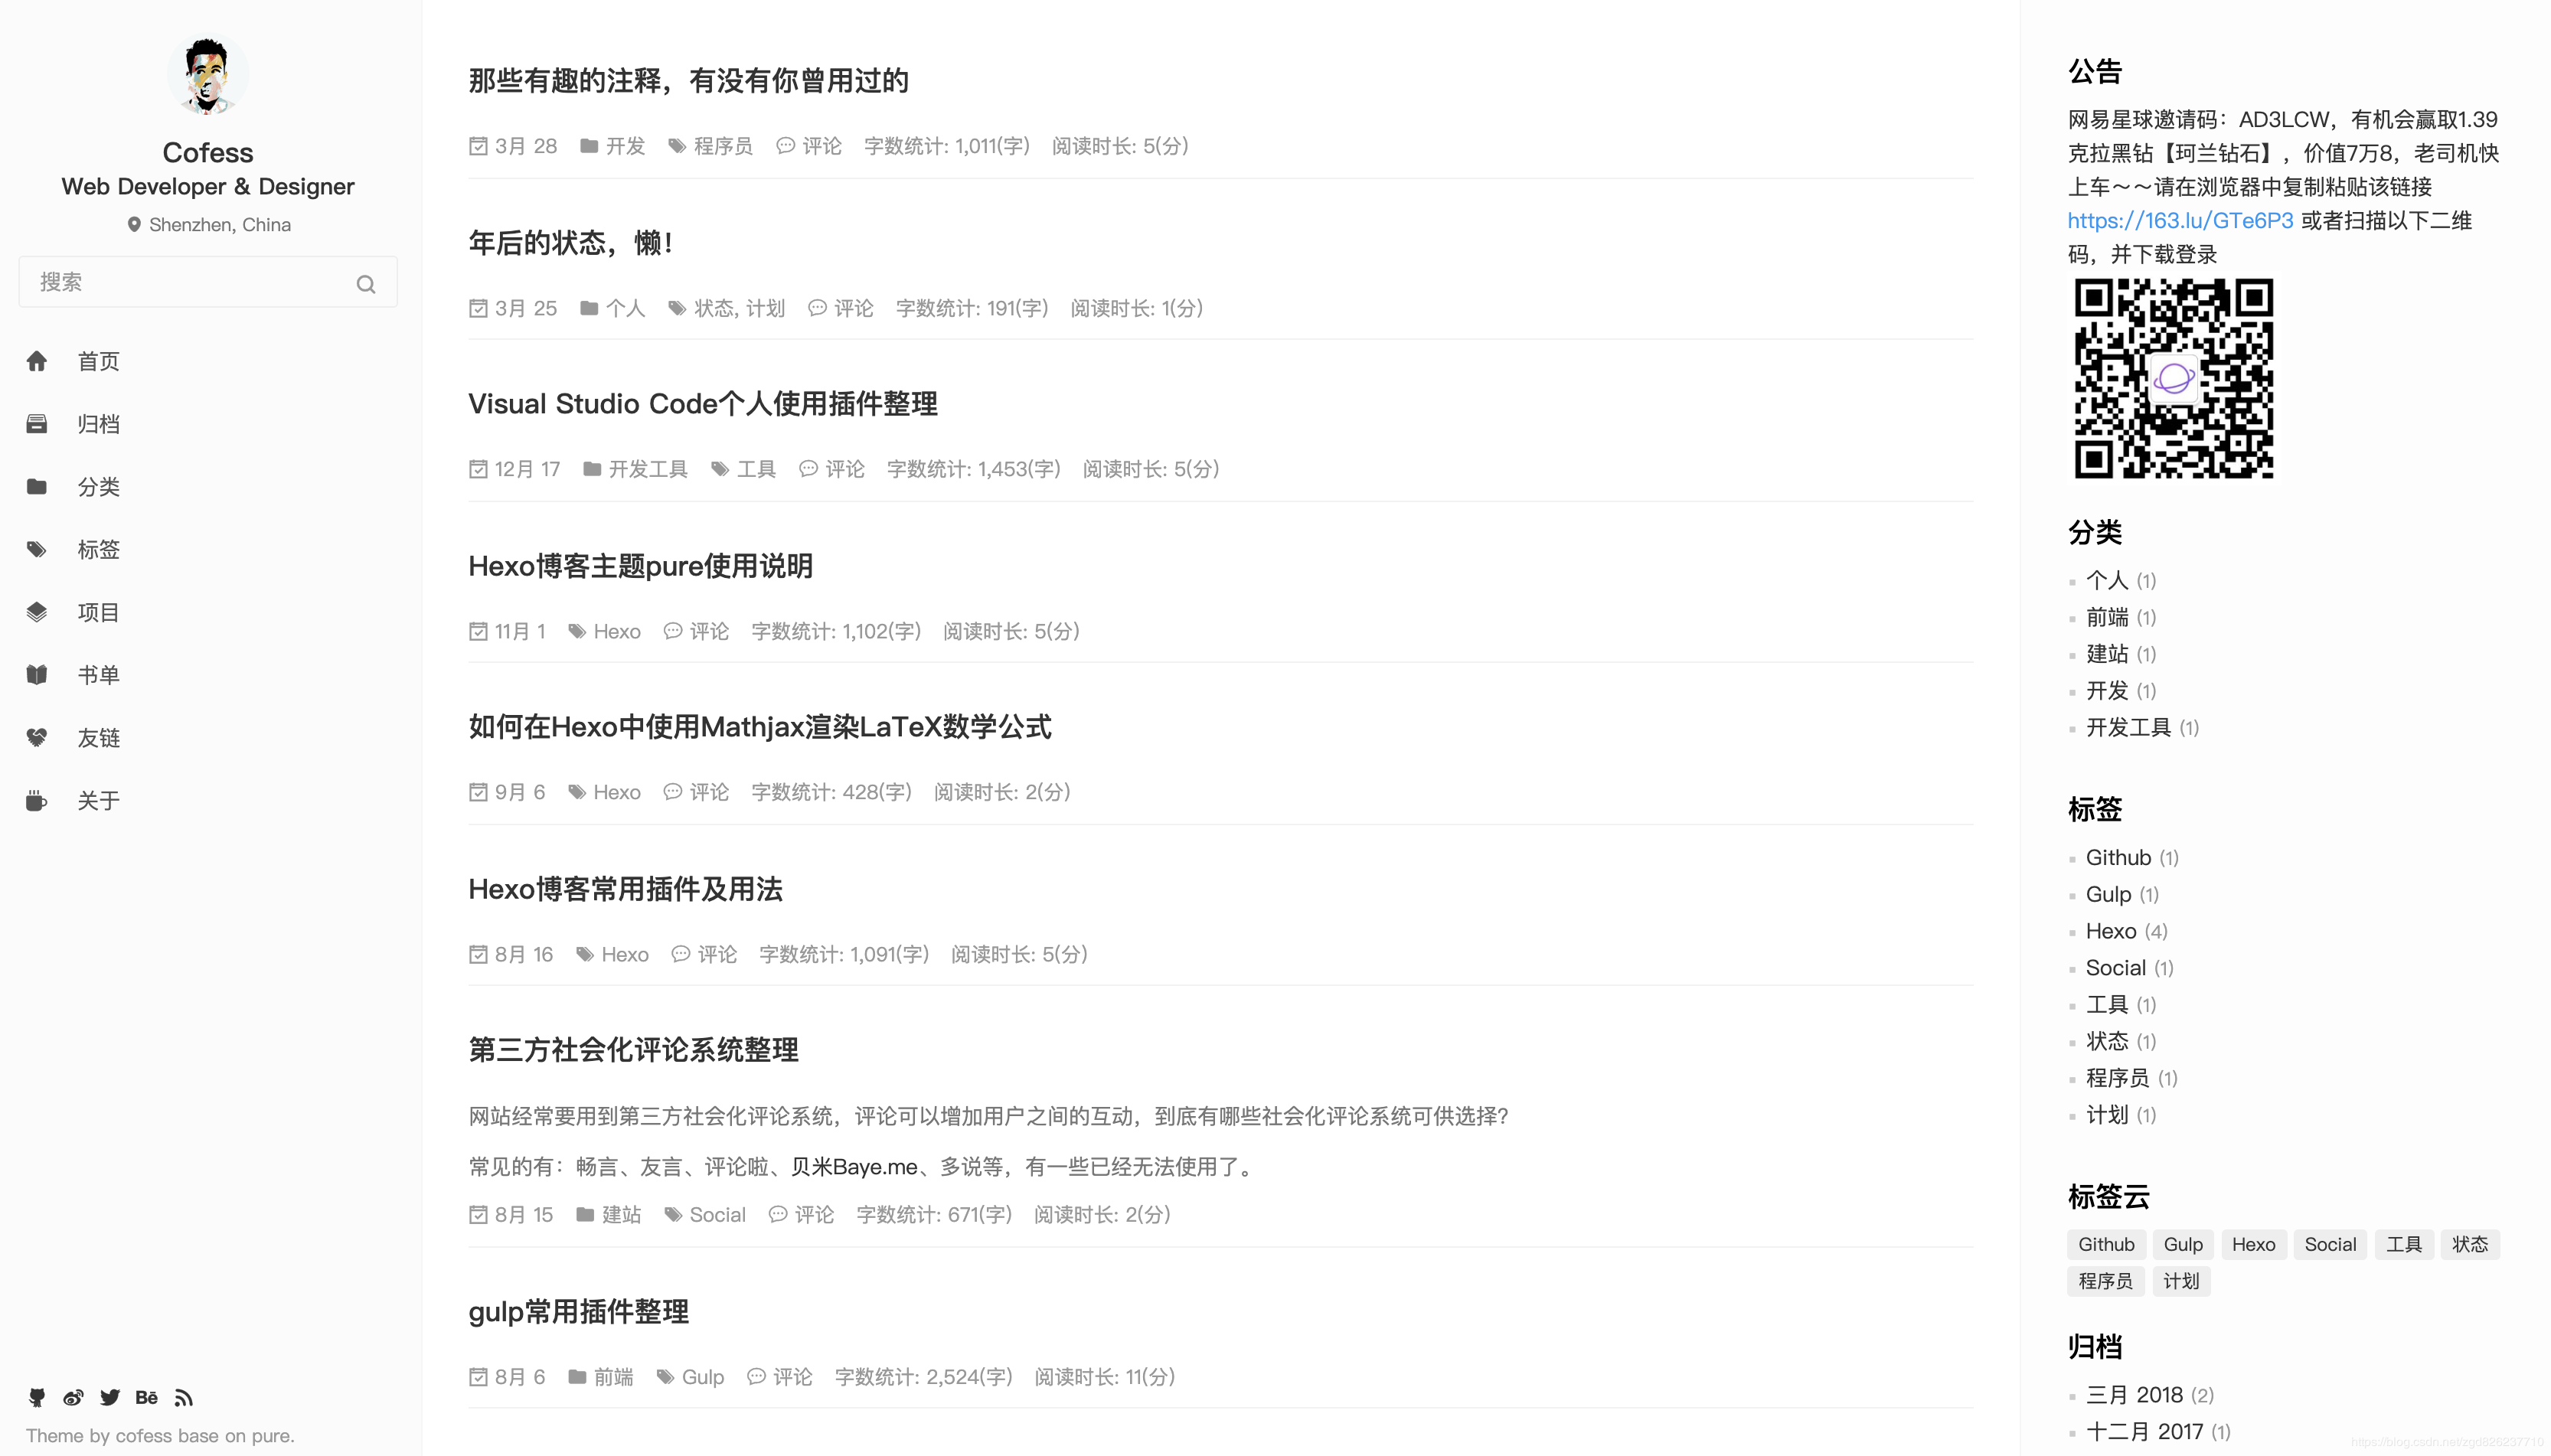 Cofess
Web Developer & Designer
Shenzhen, China
搜索
首页
归档
分类
标签
项目
书单
友链
关于
Bē
Theme by cofess base on pure.
那些有趣的注释，有没有你曾用过的
3月 28 开发 程序员 评论 字数统计: 1,011(字) 阅读时长: 5(分)
年后的状态，懒！
3月 25 个人 状态, 计划 评论 字数统计: 191(字) 阅读时长: 1(分)
Visual Studio Code个人使用插件整理
12月 17 开发工具 工具 评论 字数统计: 1,453(字) 阅读时长: 5(分)
Hexo博客主题pure使用说明
11月 1 Hexo 评论 字数统计: 1,102(字) 阅读时长: 5(分)
如何在Hexo中使用Mathjax渲染LaTeX数学公式
9月 6 Hexo 评论 字数统计: 428(字) 阅读时长: 2(分)
Hexo博客常用插件及用法
8月 16 Hexo 评论 字数统计: 1,091(字) 阅读时长: 5(分)
第三方社会化评论系统整理
网站经常要用到第三方社会化评论系统，评论可以增加用户之间的互动，到底有哪些社会化评论系统可供选择？
常见的有：畅言、友言、评论啦、贝米Baye.me、多说等，有一些已经无法使用了。
8月 15 建站 Social 评论 字数统计: 671(字) 阅读时长: 2(分)
gulp常用插件整理
8月 6 前端 Gulp 评论 字数统计: 2,524(字) 阅读时长: 11(分)
公告
网易星球邀请码：AD3LCW，有机会赢取1.39
克拉黑钻【珂兰钻石】，价值7万8，老司机快
上车～～请在浏览器中复制粘贴该链接
https://163.lu/GTe6P3 或者扫描以下二维
码，并下载登录
分类
个人 (1)
前端 (1)
建站 (1)
开发 (1)
开发工具 (1)
标签
Github (1)
Gulp (1)
Hexo (4)
Social (1)
工具 (1)
状态 (1)
程序员 (1)
计划 (1)
标签云
Github Gulp Hexo Social 工具 状态
程序员 计划
归档
三月 2018 (2)
十二月 2017 (1)
https://blog.csdn.net/zgd826237710